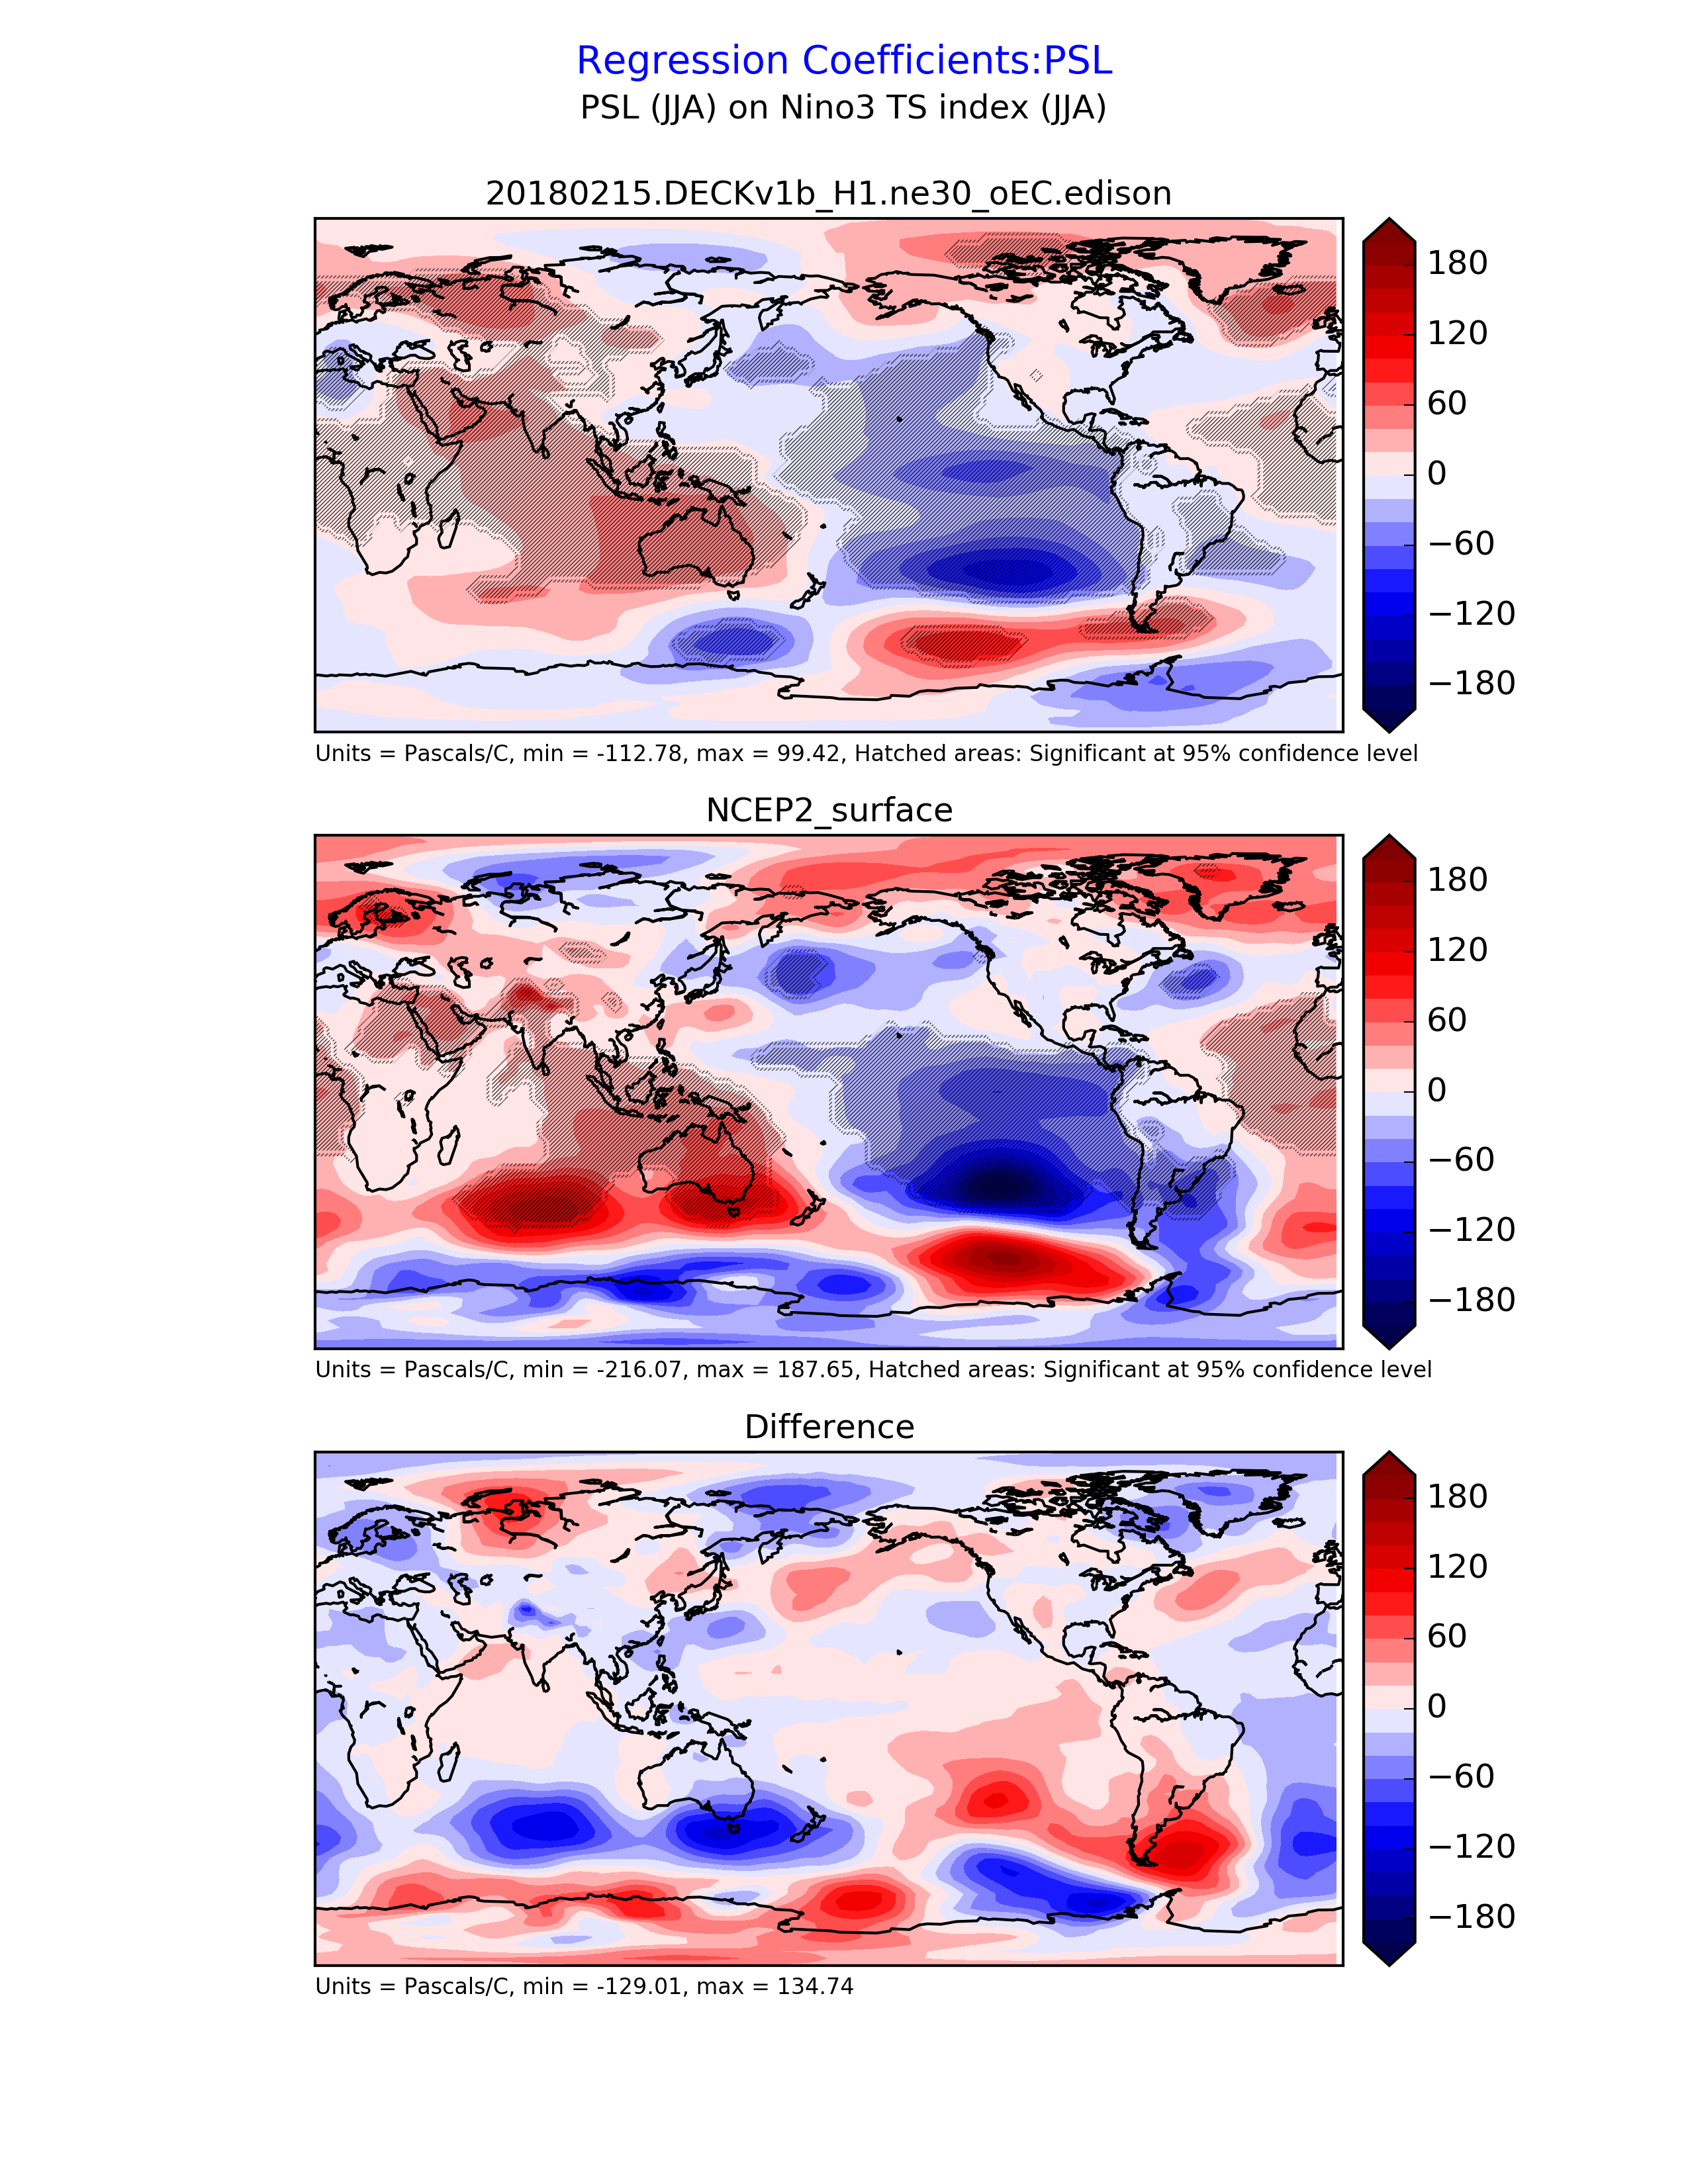 Regression Coefficients:PSL
PSL (JJA) on Nino3 TS index (JJA)
20180215.DECKv1b_H1.ne30_oEC.edison
180
120
60
0
−60
−120
−180
Units = Pascals/C, min = -112.78, max = 99.42, Hatched areas: Significant at 95% confidence level
NCEP2_surface
180
120
60
0
−60
−120
−180
Units = Pascals/C, min = -216.07, max = 187.65, Hatched areas: Significant at 95% confidence level
Difference
180
120
60
0
−60
−120
−180
Units = Pascals/C, min = -129.01, max = 134.74